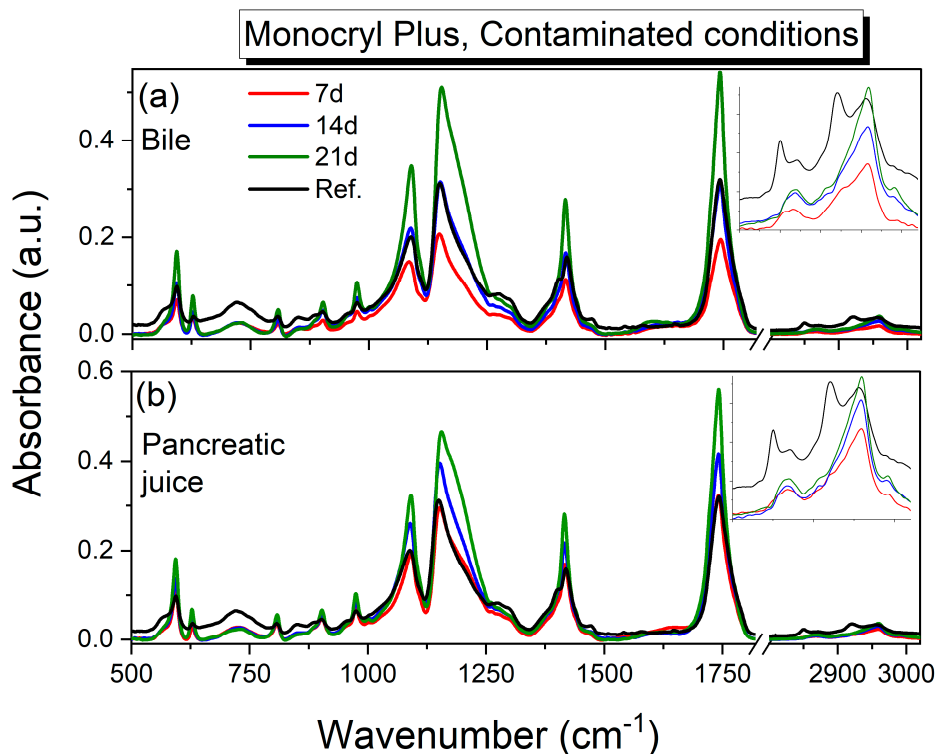 Monocryl Plus, Contaminated conditions
(a)
Bile
7d
14d
21d
Ref.
0.4
0.2
0.0
Absorbance (a.u.)
(b)
Pancreatic
juice
0.6
0.4
0.2
0.0
500 750 1000 1250 1500 1750 2900 3000
Wavenumber (cm⁻¹)